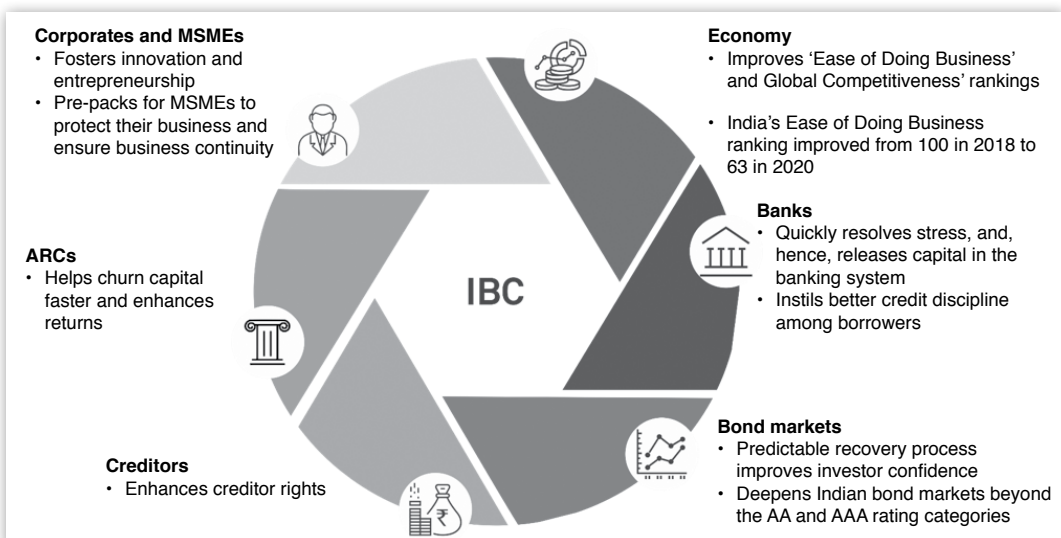 Corporates and MSMEs
• Fosters innovation and
entrepreneurship
• Pre-packs for MSMEs to
protect their business and
ensure business continuity
Economy
• Improves ‘Ease of Doing Business’
and Global Competitiveness’ rankings
• India’s Ease of Doing Business
ranking improved from 100 in 2018 to
63 in 2020
Banks
• Quickly resolves stress, and,
hence, releases capital in the
banking system
• Instils better credit discipline
among borrowers
ARCs
• Helps churn capital
faster and enhances
returns
IBC
Bond markets
• Predictable recovery process
improves investor confidence
• Deepens Indian bond markets beyond
the AA and AAA rating categories
Creditors
• Enhances creditor rights
₹